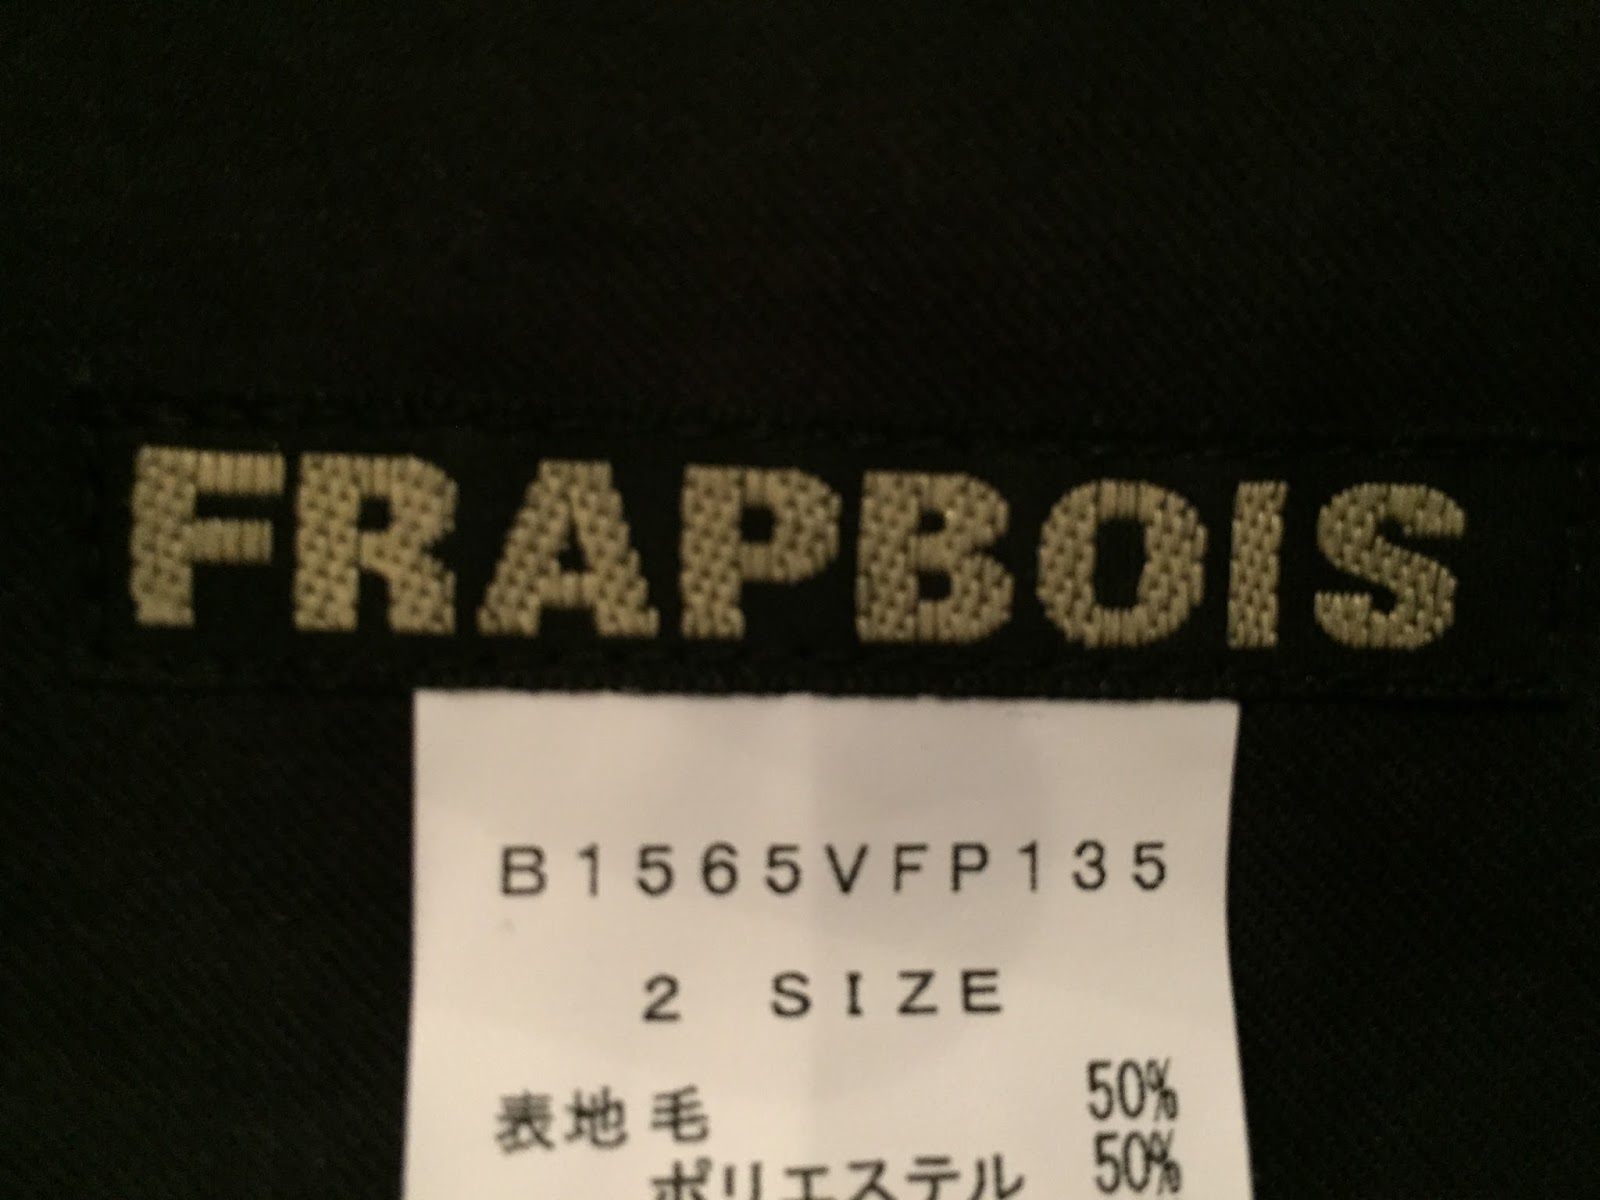 FRAPBOIS
B1565VFP135
2 SIZE
表地 毛 50%
ポリエステル 50%